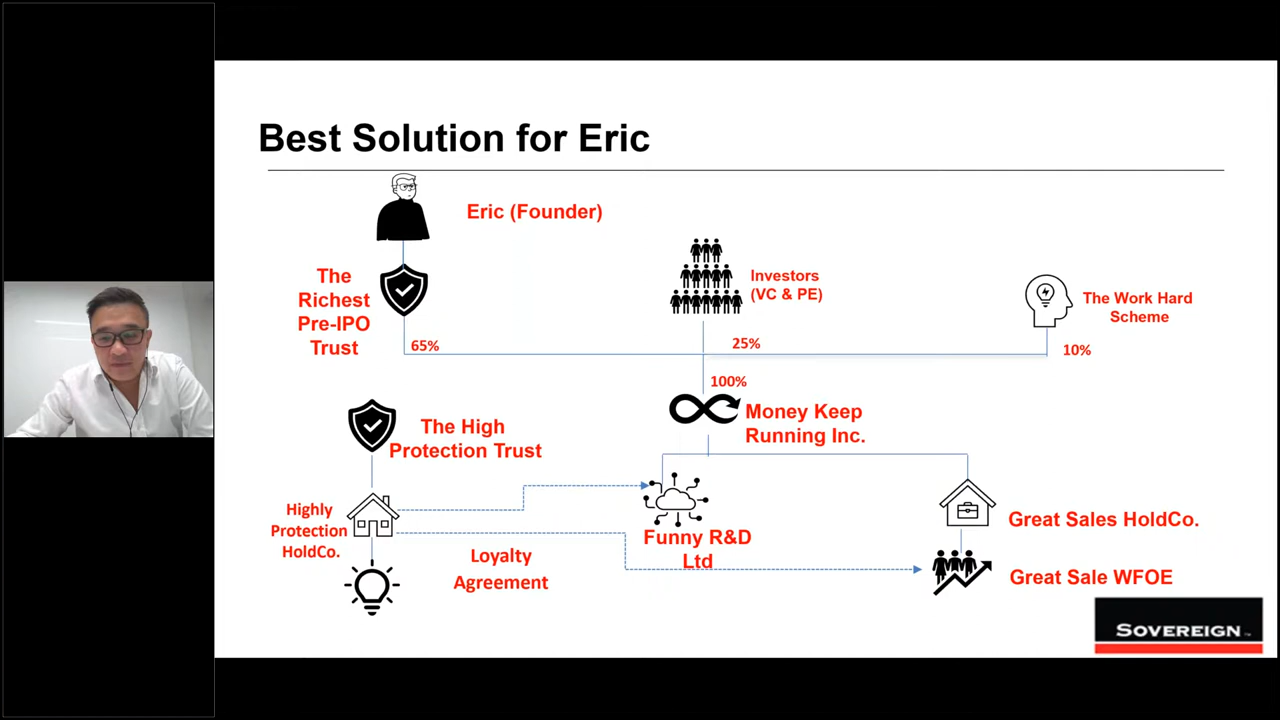 Best Solution for Eric
Eric (Founder)
The
Richest
Pre-IPO
Trust
65%
Investors
(VC & PE)
25%
The Work Hard
Scheme
10%
100%
Money Keep
Running Inc.
The High
Protection Trust
Highly
Protection
HoldCo.
Loyalty
Agreement
Funny R&D
Ltd
Great Sales HoldCo.
Great Sale WFOE
SOVEREIGN™